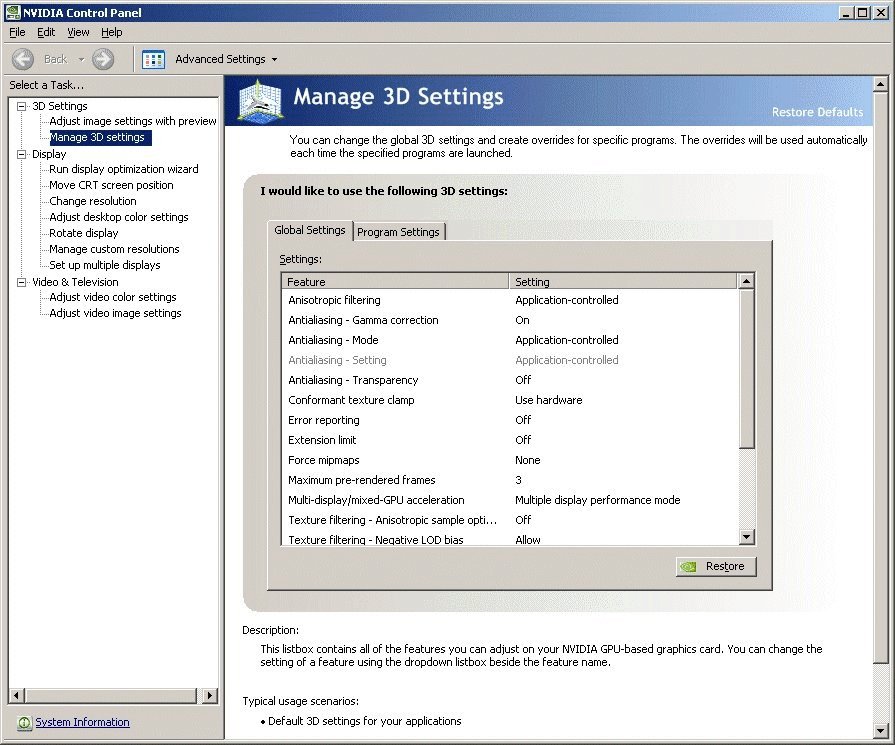 NVIDIA Control Panel
File Edit View Help
Back Advanced Settings
Select a Task...
3D Settings
Adjust image settings with preview
Manage 3D settings
Display
Run display optimization wizard
Move CRT screen position
Change resolution
Adjust desktop color settings
Rotate display
Manage custom resolutions
Set up multiple displays
Video & Television
Adjust video color settings
Adjust video image settings
System Information
Manage 3D Settings
Restore Defaults
You can change the global 3D settings and create overrides for specific programs. The overrides will be used automatically
each time the specified programs are launched.
I would like to use the following 3D settings:
Global Settings Program Settings
Settings:
Feature Setting
Anisotropic filtering Application-controlled
Antialiasing - Gamma correction On
Antialiasing - Mode Application-controlled
Antialiasing - Setting Application-controlled
Antialiasing - Transparency Off
Conformant texture clamp Use hardware
Error reporting Off
Extension limit Off
Force mipmaps None
Maximum pre-rendered frames 3
Multi-display/mixed-GPU acceleration Multiple display performance mode
Texture filtering - Anisotropic sample opti... Off
Texture filtering - Negative LOD bias Allow
Restore
Description:
This listbox contains all of the features you can adjust on your NVIDIA GPU-based graphics card. You can change the
setting of a feature using the dropdown listbox beside the feature name.
Typical usage scenarios:
• Default 3D settings for your applications